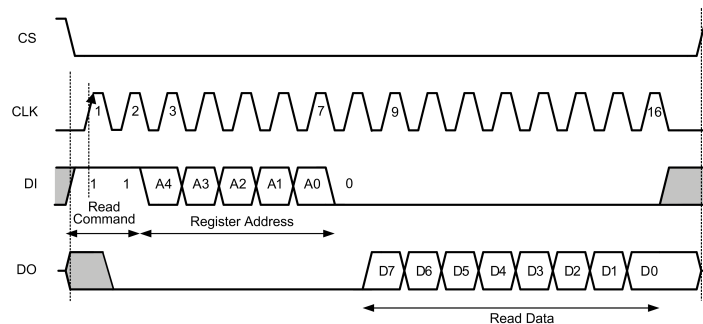 CS
CLK
1 2 3 7 9 16
DI
1 1 A4 A3 A2 A1 A0 0
Read
Command
Register Address
DO
D7 D6 D5 D4 D3 D2 D1 D0
Read Data